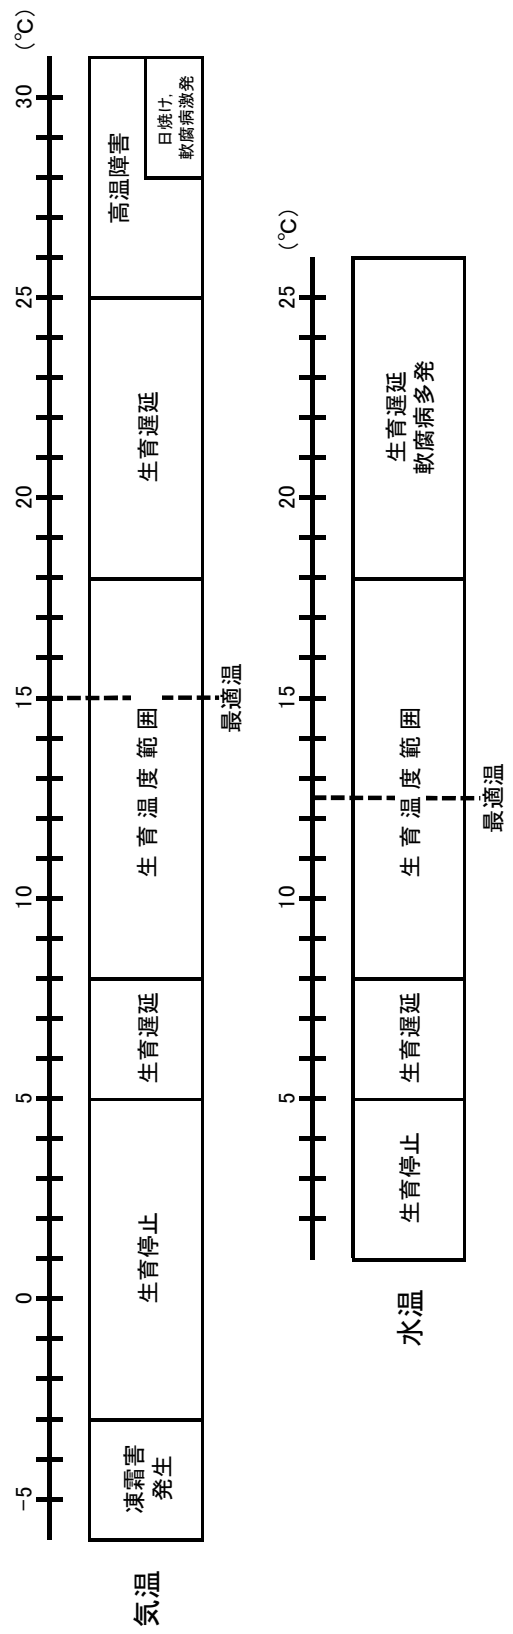 (℃)
-5
0
5
10
15
20
25
30
気温
凍霜害
発生
生育停止
生育遅延
生育温度範囲
最適温
生育遅延
高温障害
日焼け,
軟腐病激発
(℃)
5
10
15
20
25
水温
生育停止
生育遅延
生育温度範囲
最適温
生育遅延
軟腐病多発